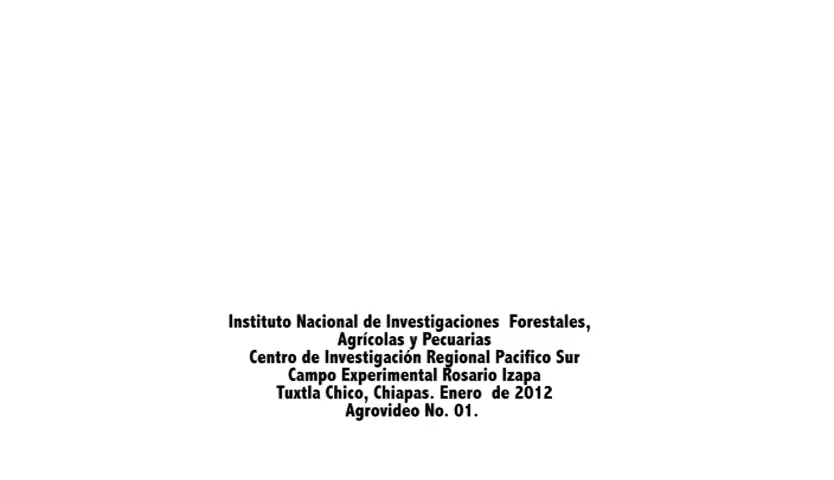 Instituto Nacional de Investigaciones Forestales,
Agrícolas y Pecuarias
Centro de Investigación Regional Pacifico Sur
Campo Experimental Rosario Izapa
Tuxtla Chico, Chiapas. Enero de 2012
Agrovideo No. 01.